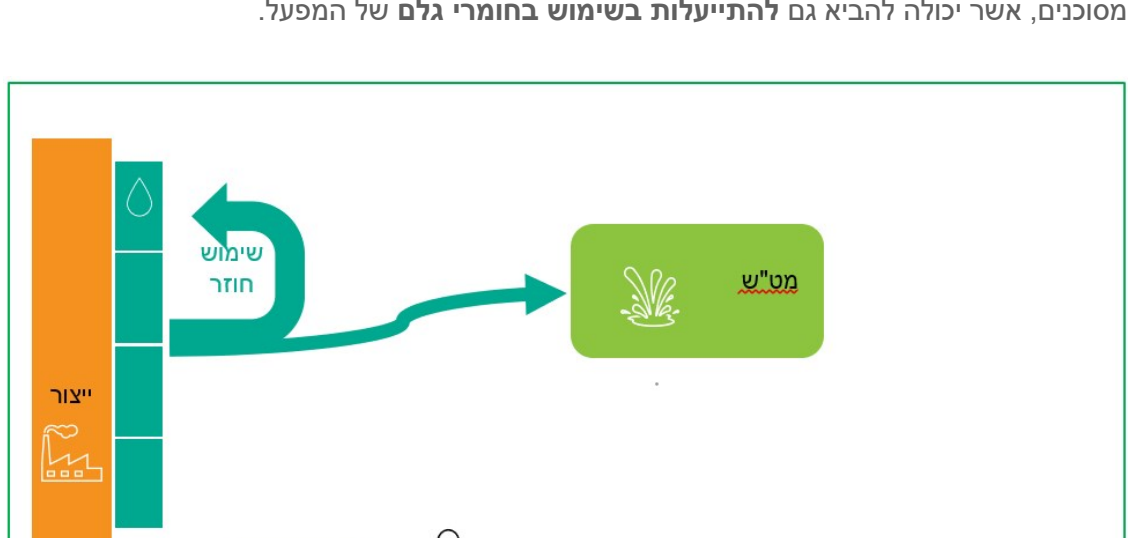 מסוכנים, אשר יכולה להביא גם להתייעלות בשימוש בחומרי גלם של המפעל.
שימוש
חוזר
מט"ש
ייצור